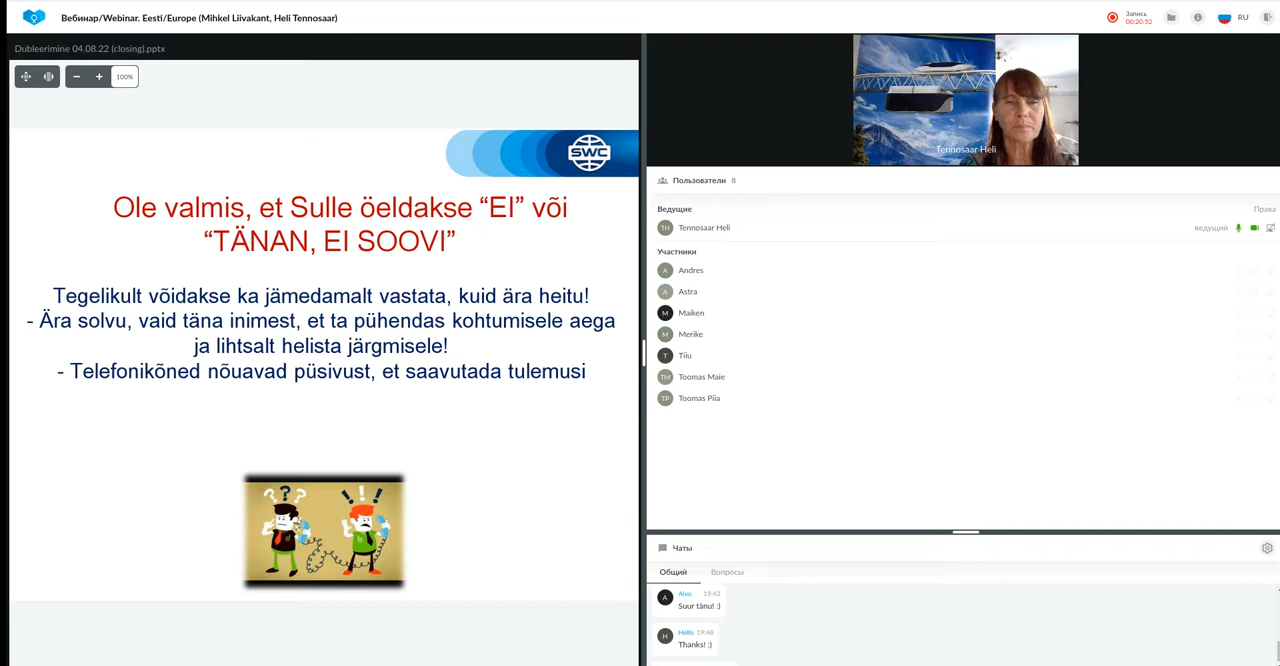 Вебинар/Webinar. Eesti/Europe (Mihkel Liivakant, Heli Tennosaar)
Запись
00:20:52
RU
Dubleerimine 04.08.22 (closing).pptx
100%
SWC
Ole valmis, et Sulle öeldakse “EI” või
“TÄNAN, EI SOOVI”
Tegelikult võidakse ka jämedamalt vastata, kuid ära heitu!
- Ära solvu, vaid täna inimest, et ta pühendas kohtumisele aega
ja lihtsalt helista järgmisele!
- Telefonikõned nõuavad püsivust, et saavutada tulemusi
? ? ?
! ! !
Tennosaar Heli
Пользователи 8
Ведущие
Права
TH Tennosaar Heli
ведущий
Участники
A Andres
A Astra
M Maiken
M Merike
T Tiiu
TM Toomas Maie
TP Toomas Piia
Чаты
Общий
Вопросы
A Aivo 19:43
Suur tänu! :)
H Hello 19:48
Thanks! :)